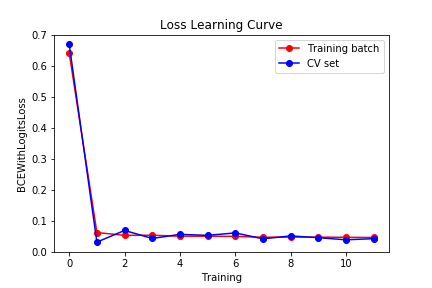 Loss Learning Curve
Training batch
CV set
BCEWithLogitsLoss
0.7
0.6
0.5
0.4
0.3
0.2
0.1
0.0
0 2 4 6 8 10
Training